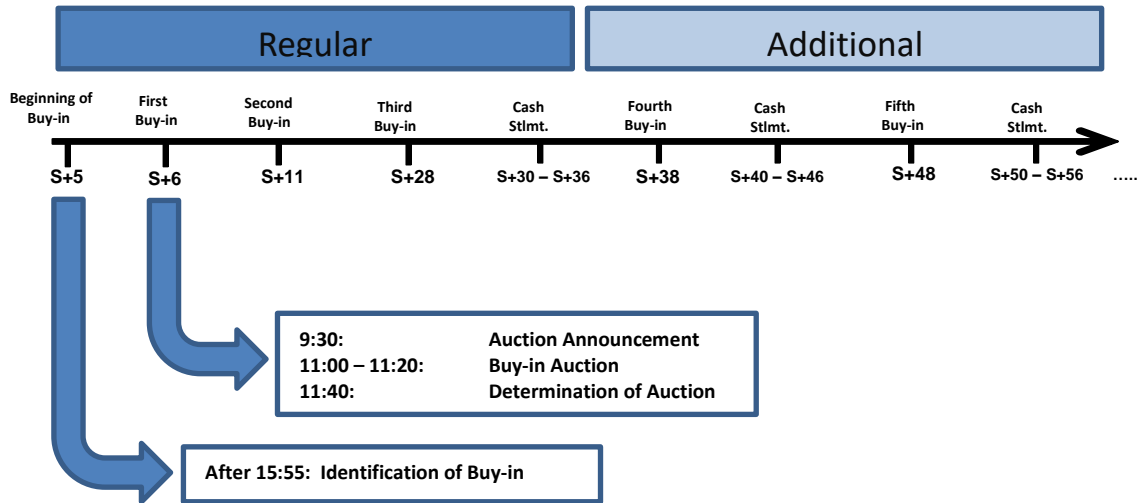 Regular
Additional
Beginning of
Buy-in
First
Buy-in
Second
Buy-in
Third
Buy-in
Cash
Stlmt.
Fourth
Buy-in
Cash
Stlmt.
Fifth
Buy-in
Cash
Stlmt.
S+5
S+6
S+11
S+28
S+30 – S+36
S+38
S+40 – S+46
S+48
S+50 – S+56
.....
9:30: Auction Announcement
11:00 – 11:20: Buy-in Auction
11:40: Determination of Auction
After 15:55: Identification of Buy-in